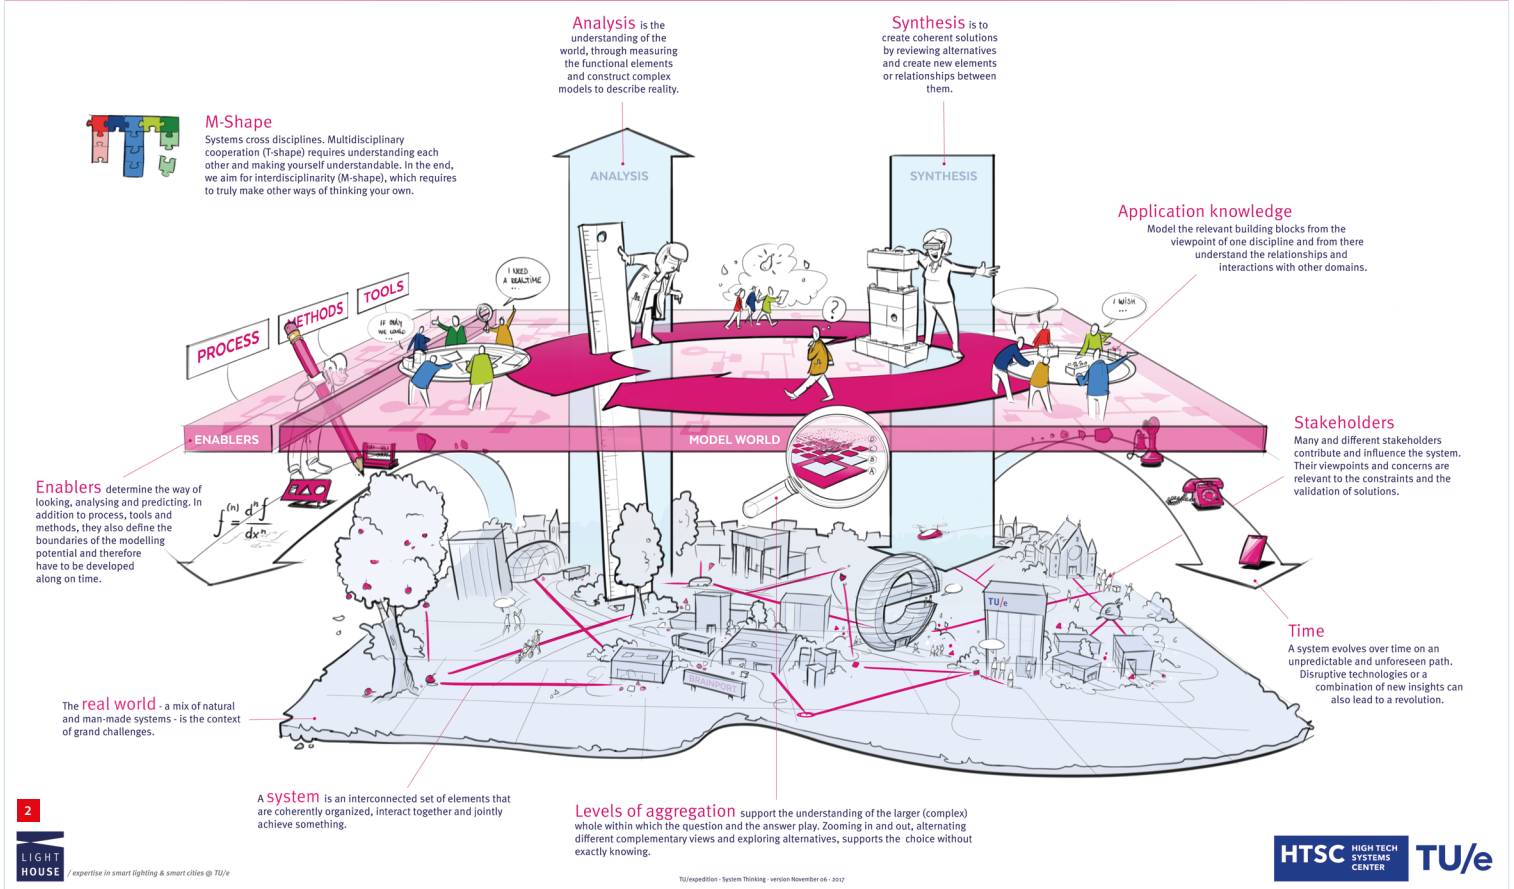 Analysis is the
understanding of the
world, through measuring
the functional elements
and construct complex
models to describe reality.
Synthesis is to
create coherent solutions
by reviewing alternatives
and create new elements
or relationships between
them.
M-Shape
Systems cross disciplines. Multidisciplinary
cooperation (T-shape) requires understanding each
other and making yourself understandable. In the end,
we aim for interdisciplinarity (M-shape), which requires
to truly make other ways of thinking your own.
ANALYSIS
SYNTHESIS
Application knowledge
Model the relevant building blocks from the
viewpoint of one discipline and from there
understand the relationships and
interactions with other domains.
PROCESS
METHODS
TOOLS
I NEED
A REALTIME
...
IF ONLY
WE COULD
...
?
I WISH
...
ENABLERS
MODEL WORLD
D
C
B
A
Stakeholders
Many and different stakeholders
contribute and influence the system.
Their viewpoints and concerns are
relevant to the constraints and the
validation of solutions.
Enablers determine the way of
looking, analysing and predicting. In
addition to process, tools and
methods, they also define the
boundaries of the modelling
potential and therefore
have to be developed
along on time.
f(n) = dⁿf
dxⁿ
TU/e
BRAINPORT
Time
A system evolves over time on an
unpredictable and unforeseen path.
Disruptive technologies or a
combination of new insights can
also lead to a revolution.
The real world - a mix of natural
and man-made systems - is the context
of grand challenges.
A system is an interconnected set of elements that
are coherently organized, interact together and jointly
achieve something.
Levels of aggregation support the understanding of the larger (complex)
whole within which the question and the answer play. Zooming in and out, alternating
different complementary views and exploring alternatives, supports the choice without
exactly knowing.
2
LIGHT
HOUSE
/ expertise in smart lighting & smart cities @ TU/e
TU/expedition - System Thinking - version November 06 - 2017
HTSC HIGH TECH
SYSTEMS
CENTER
TU/e